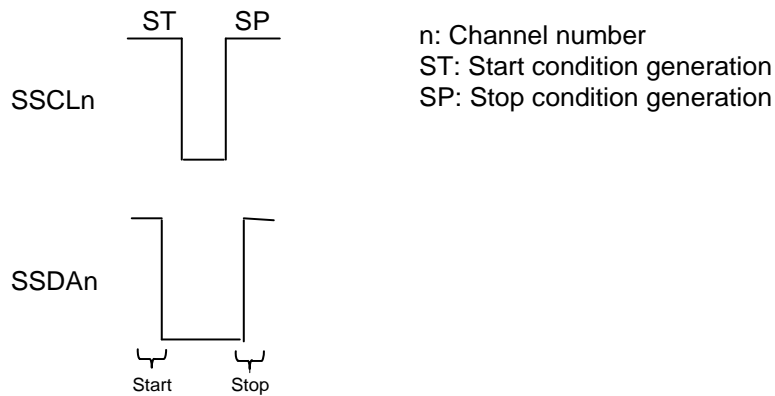 ST SP
SSCLn
n: Channel number
ST: Start condition generation
SP: Stop condition generation
SSDAn
Start Stop